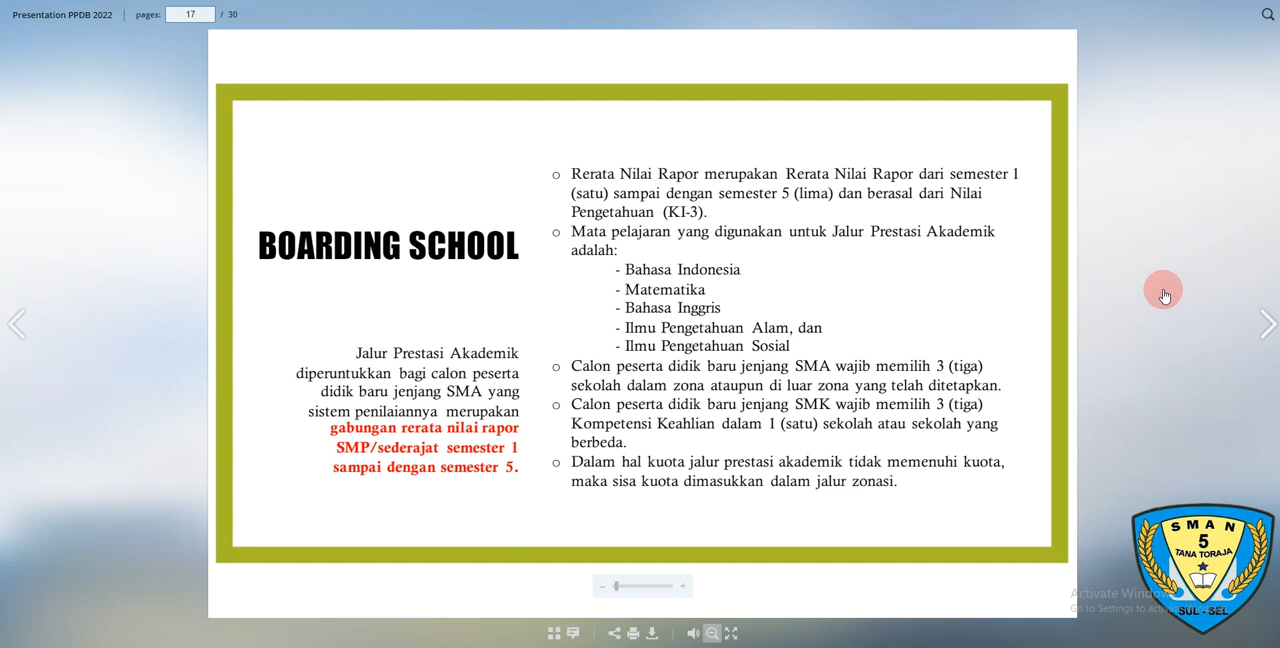 Presentation PPDB 2022 | pages: 17 / 30
BOARDING SCHOOL
Jalur Prestasi Akademik
diperuntukkan bagi calon peserta
didik baru jenjang SMA yang
sistem penilaiannya merupakan
gabungan rerata nilai rapor
SMP/sederajat semester 1
sampai dengan semester 5.
o Rerata Nilai Rapor merupakan Rerata Nilai Rapor dari semester 1
(satu) sampai dengan semester 5 (lima) dan berasal dari Nilai
Pengetahuan (KI-3).
o Mata pelajaran yang digunakan untuk Jalur Prestasi Akademik
adalah:
- Bahasa Indonesia
- Matematika
- Bahasa Inggris
- Ilmu Pengetahuan Alam, dan
- Ilmu Pengetahuan Sosial
o Calon peserta didik baru jenjang SMA wajib memilih 3 (tiga)
sekolah dalam zona ataupun di luar zona yang telah ditetapkan.
o Calon peserta didik baru jenjang SMK wajib memilih 3 (tiga)
Kompetensi Keahlian dalam 1 (satu) sekolah atau sekolah yang
berbeda.
o Dalam hal kuota jalur prestasi akademik tidak memenuhi kuota,
maka sisa kuota dimasukkan dalam jalur zonasi.
SMAN
5
TANA TORAJA
SUL - SEL
Activate Windows
Go to Settings to